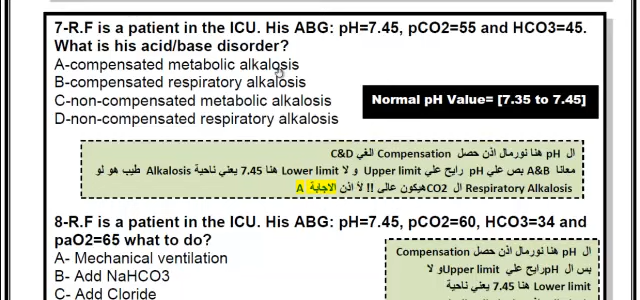 7-R.F is a patient in the ICU. His ABG: pH=7.45, pCO2=55 and HCO3=45.
What is his acid/base disorder?
A-compensated metabolic alkalosis
B-compensated respiratory alkalosis
C-non-compensated metabolic alkalosis
D-non-compensated respiratory alkalosis
Normal pH Value= [7.35 to 7.45]
ال pH هنا نورمال اذن حصل Compensation الغي C&D
معانا A&B بص علي pH رايح علي Upper limit و لا Lower limit هنا 7.45 يعني ناحية Alkalosis طيب هو لو
Respiratory Alkalosis ال CO2هيكون عالي !! لأ اذن الاجابة A
8-R.F is a patient in the ICU. His ABG: pH=7.45, pCO2=60, HCO3=34 and
paO2=65 what to do?
A- Mechanical ventilation
B- Add NaHCO3
C- Add Cloride
ال pH هنا نورمال اذن حصل Compensation
بس ال pHرايح علي Upper limitو لا
Lower limit هنا 7.45 يعني ناحية